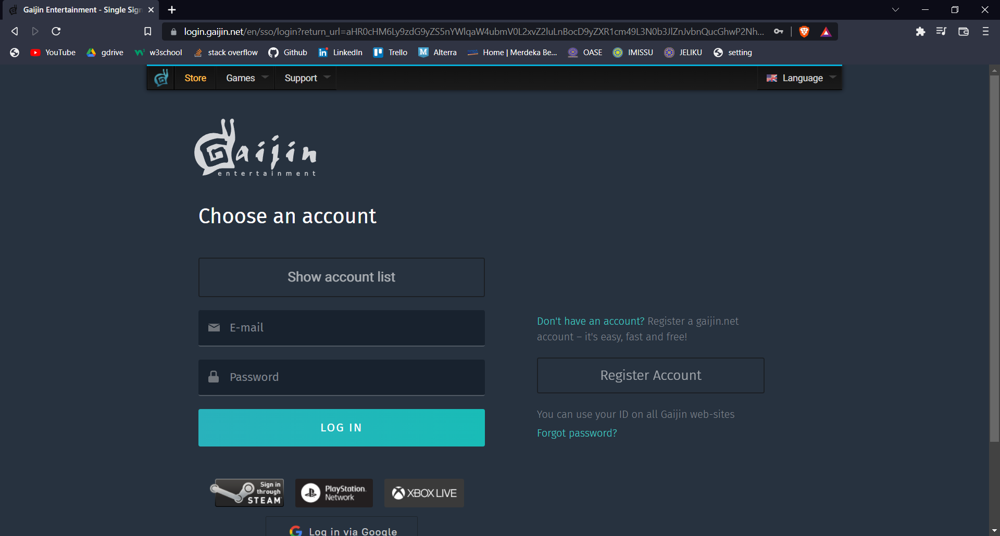 Gaijin Entertainment - Single Sig
login.gaijin.net/en/sso/login?return_url=aHR0cHM6Ly9zdG9yZS5nYWlqaW4ubmV0L2xvZ2luLnBocD9yZXR1cm49L3N0b3JlZnJvbnQucGhwP2Nh...
YouTube gdrive w3school stack overflow Github LinkedIn Trello Alterra Home | Merdeka Be... OASE IMISSU JELIKU setting
Store Games Support Language
Gaijin
entertainment
Choose an account
Show account list
E-mail
Password
LOG IN
Don't have an account? Register a gaijin.net
account – it's easy, fast and free!
Register Account
You can use your ID on all Gaijin web-sites
Forgot password?
Sign in
through
STEAM
PlayStation
Network
XBOX LIVE
Log in via Google